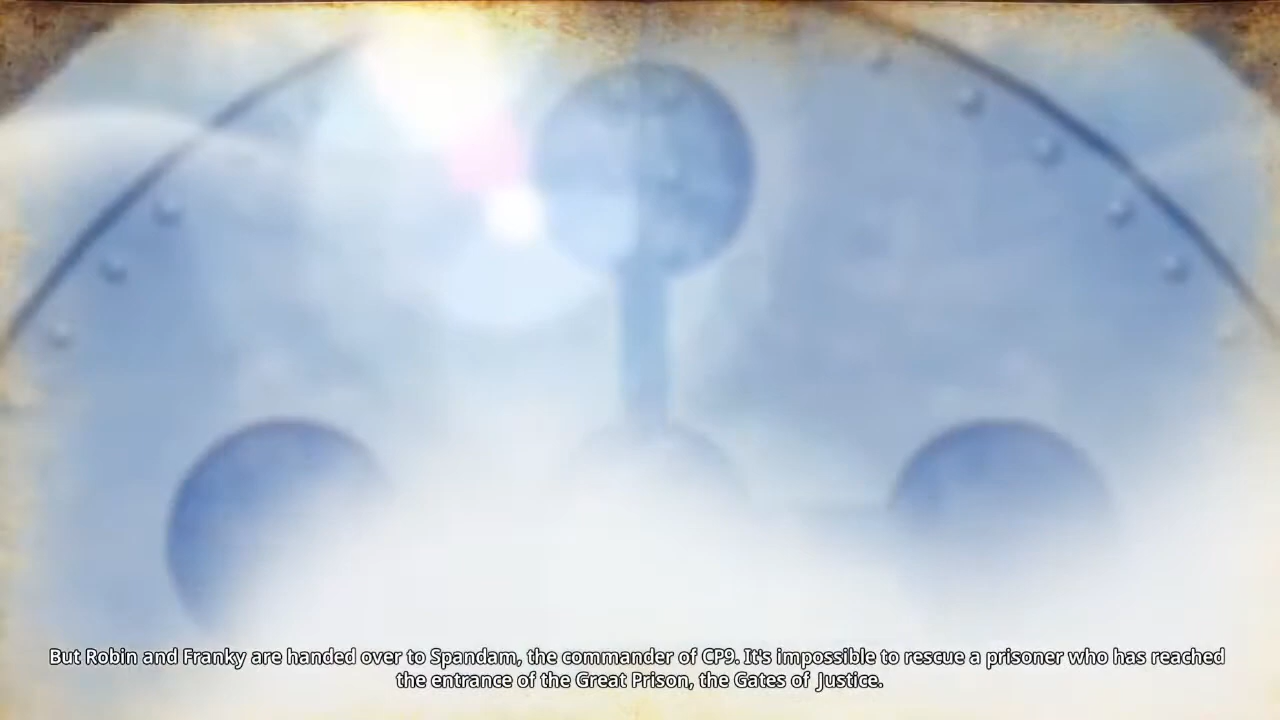 But Robin and Franky are handed over to Spandam, the commander of CP9. It's impossible to rescue a prisoner who has reached
the entrance of the Great Prison, the Gates of Justice.